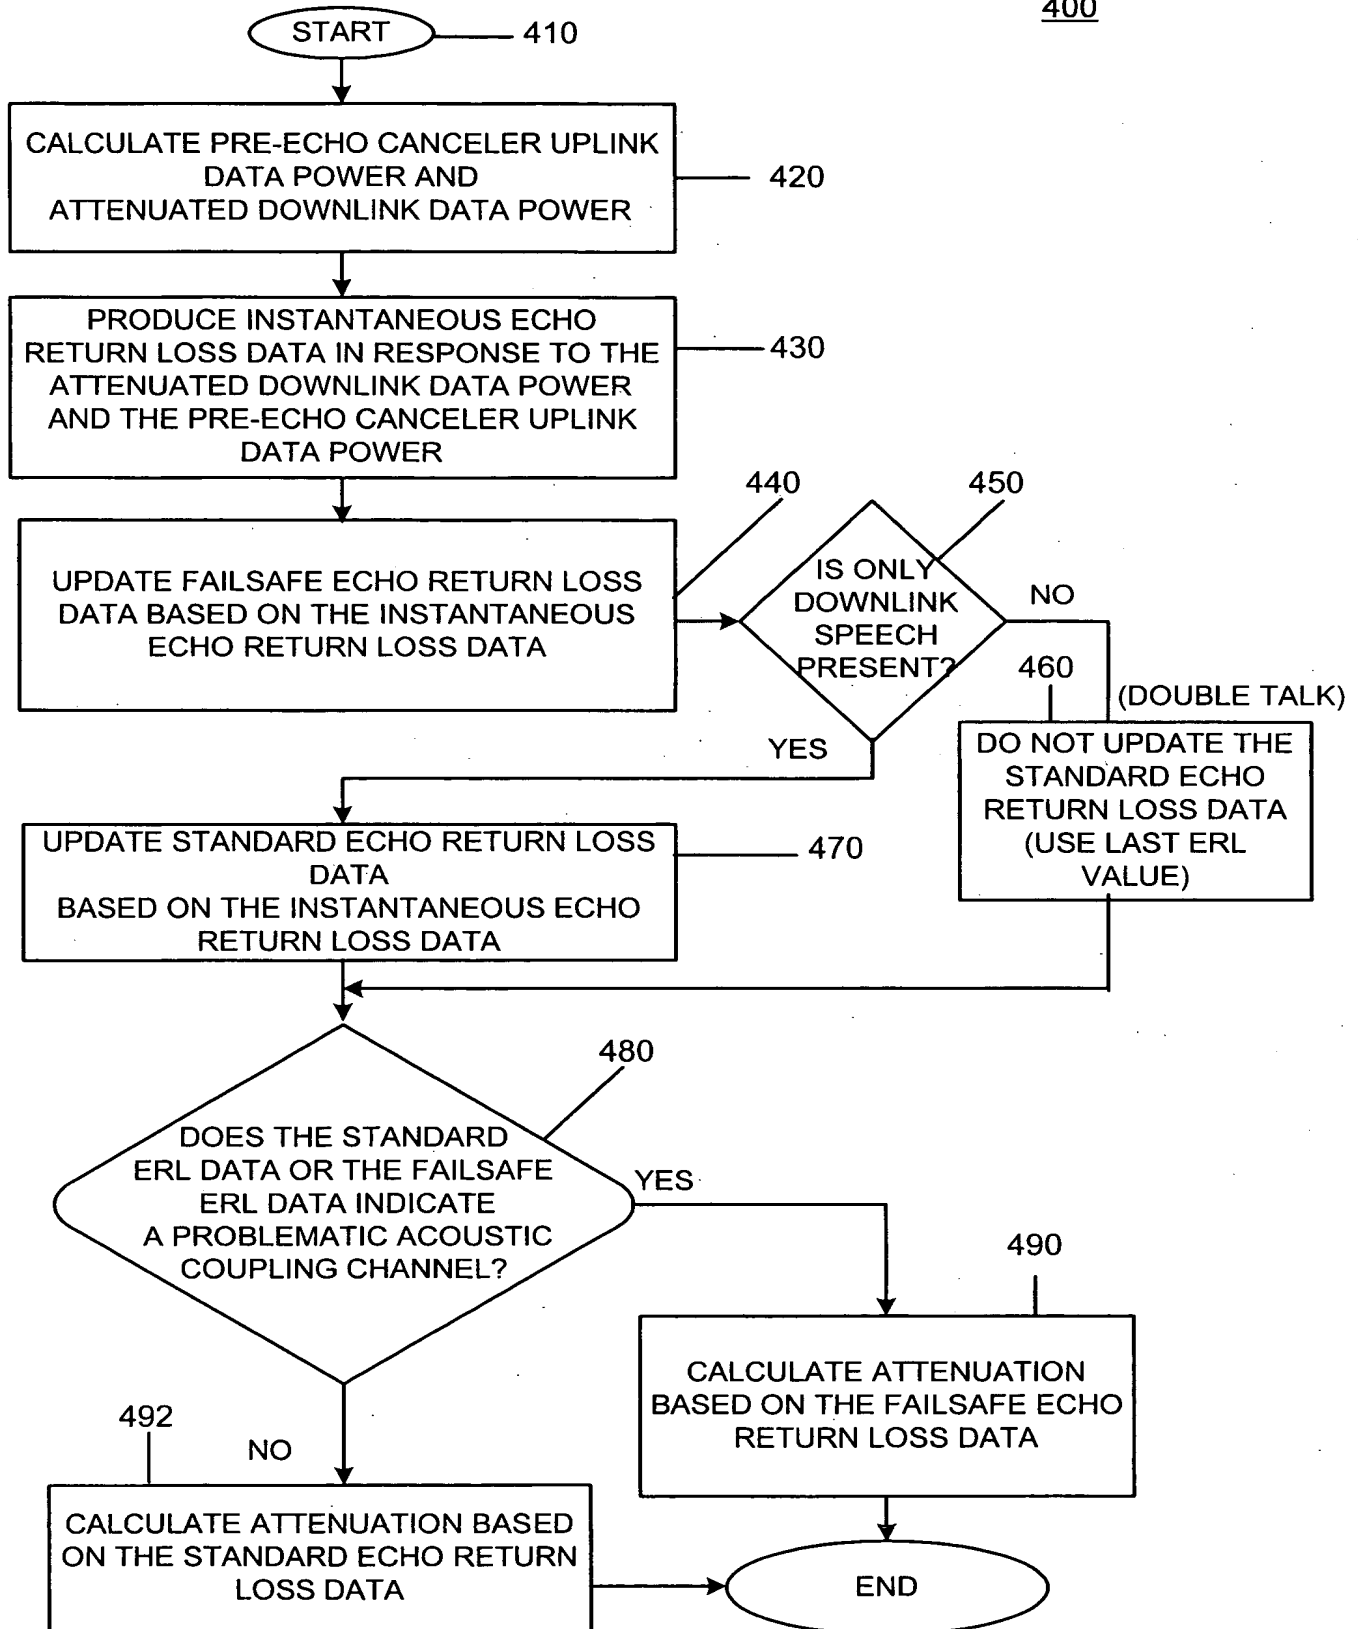 400
START
410
CALCULATE PRE-ECHO CANCELER UPLINK
DATA POWER AND
ATTENUATED DOWNLINK DATA POWER
420
PRODUCE INSTANTANEOUS ECHO
RETURN LOSS DATA IN RESPONSE TO THE
ATTENUATED DOWNLINK DATA POWER
AND THE PRE-ECHO CANCELER UPLINK
DATA POWER
430
440
450
UPDATE FAILSAFE ECHO RETURN LOSS
DATA BASED ON THE INSTANTANEOUS
ECHO RETURN LOSS DATA
IS ONLY
DOWNLINK
SPEECH
PRESENT?
NO
460
(DOUBLE TALK)
YES
DO NOT UPDATE THE
STANDARD ECHO
RETURN LOSS DATA
(USE LAST ERL
VALUE)
UPDATE STANDARD ECHO RETURN LOSS
DATA
BASED ON THE INSTANTANEOUS ECHO
RETURN LOSS DATA
470
480
DOES THE STANDARD
ERL DATA OR THE FAILSAFE
ERL DATA INDICATE
A PROBLEMATIC ACOUSTIC
COUPLING CHANNEL?
YES
490
CALCULATE ATTENUATION
BASED ON THE FAILSAFE ECHO
RETURN LOSS DATA
492
NO
CALCULATE ATTENUATION BASED
ON THE STANDARD ECHO RETURN
LOSS DATA
END